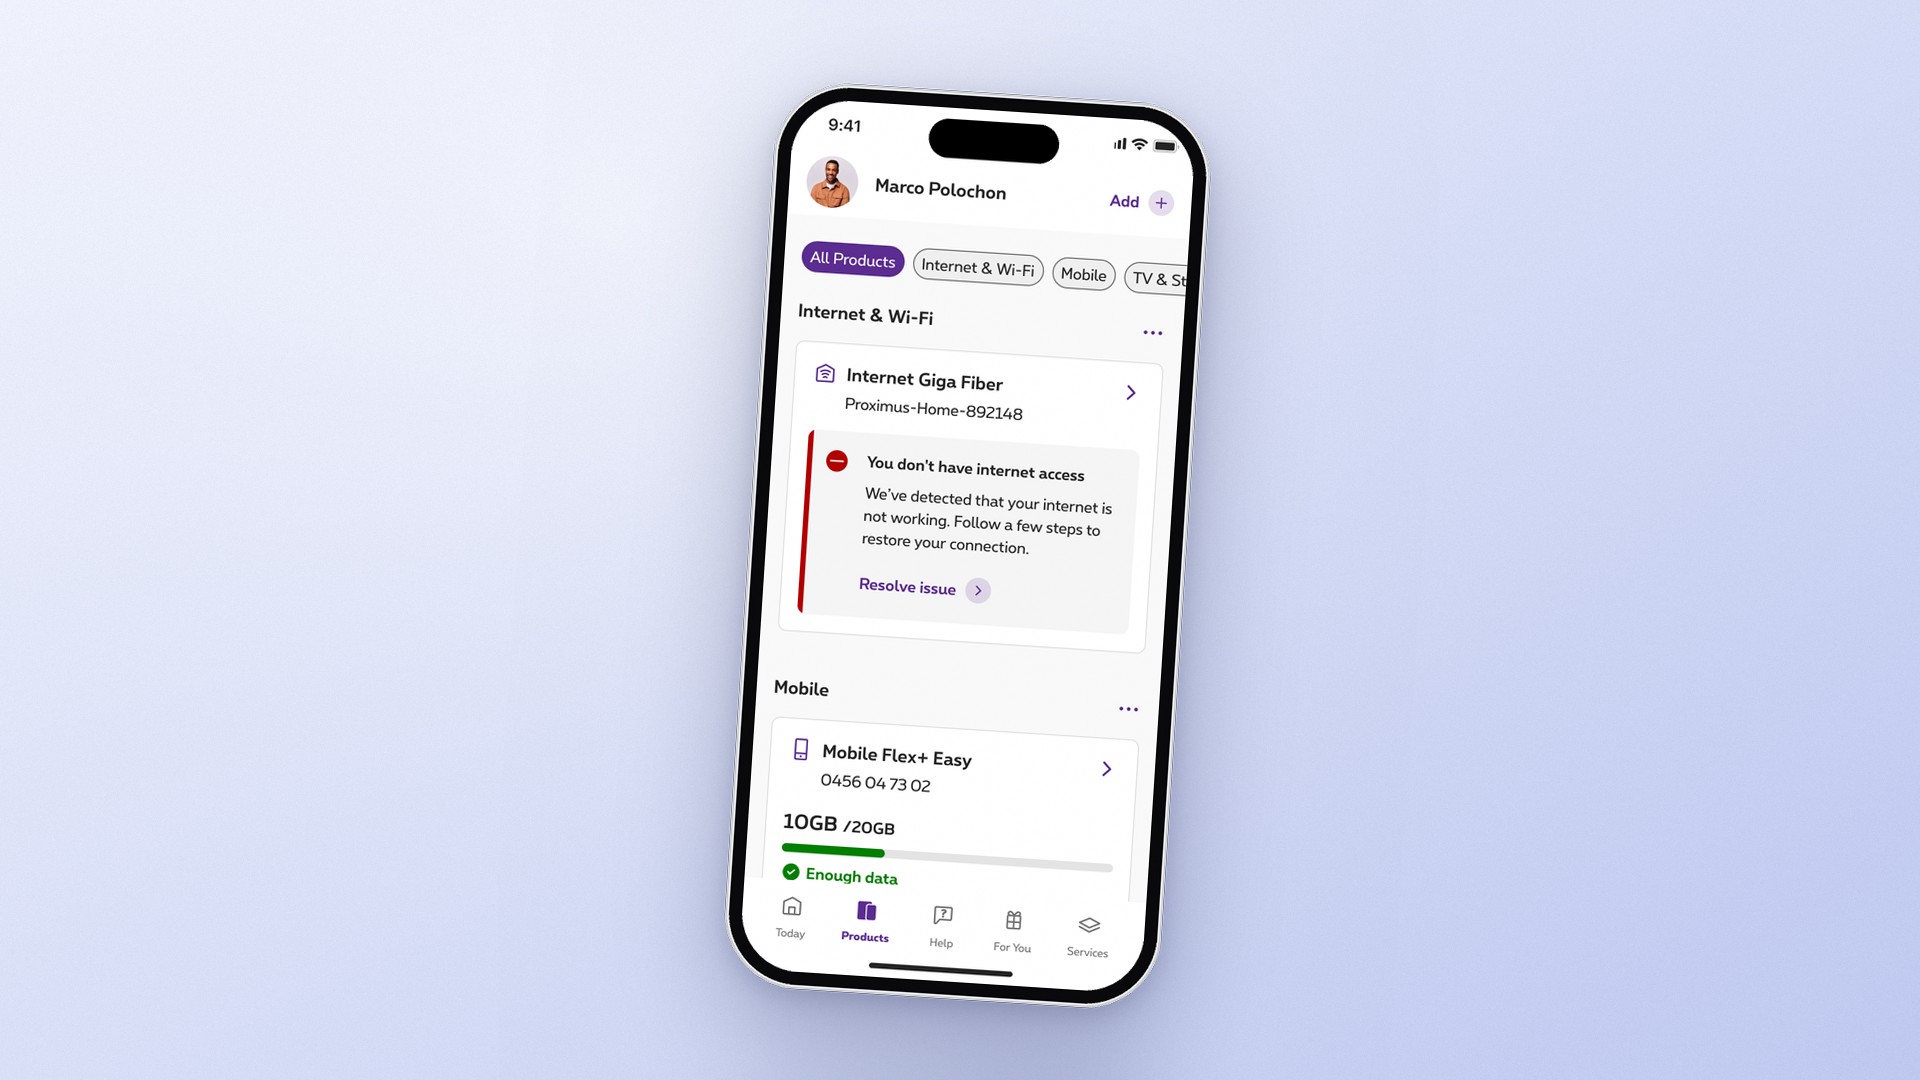 9:41
Marco Polochon
Add
All Products
Internet & Wi-Fi
Mobile
TV & St
Internet & Wi-Fi
Internet Giga Fiber
Proximus-Home-892148
You don't have internet access
We've detected that your internet is
not working. Follow a few steps to
restore your connection.
Resolve issue
Mobile
Mobile Flex+ Easy
0456 04 73 02
10GB /20GB
Enough data
Today
Products
Help
For You
Services